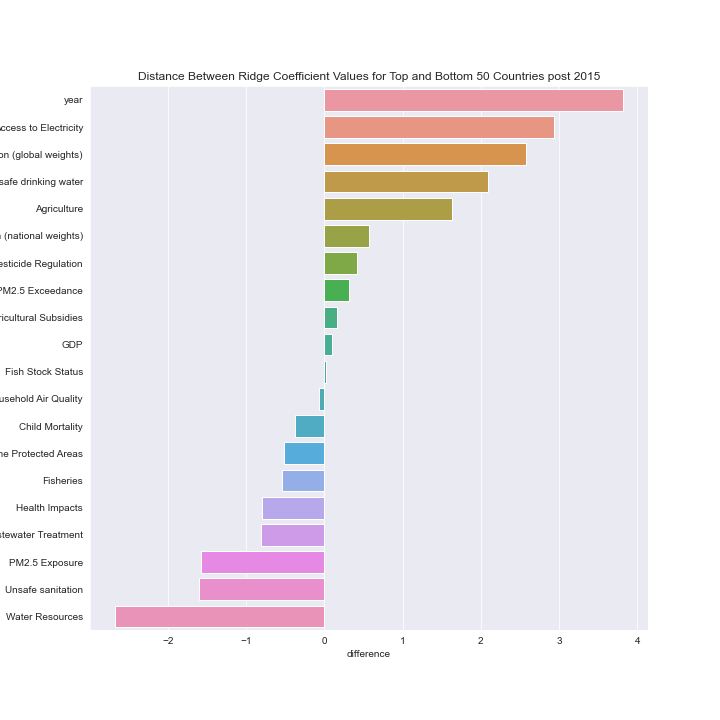 Distance Between Ridge Coefficient Values for Top and Bottom 50 Countries post 2015
year
ccess to Electricity
on (global weights)
safe drinking water
Agriculture
(national weights)
esticide Regulation
PM2.5 Exceedance
ricultural Subsidies
GDP
Fish Stock Status
usehold Air Quality
Child Mortality
ne Protected Areas
Fisheries
Health Impacts
stewater Treatment
PM2.5 Exposure
Unsafe sanitation
Water Resources
−2 −1 0 1 2 3 4
difference